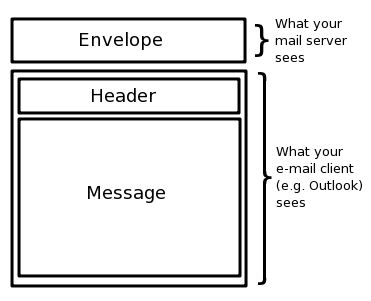 Envelope
What your
mail server
sees
Header
Message
What your
e-mail client
(e.g. Outlook)
sees